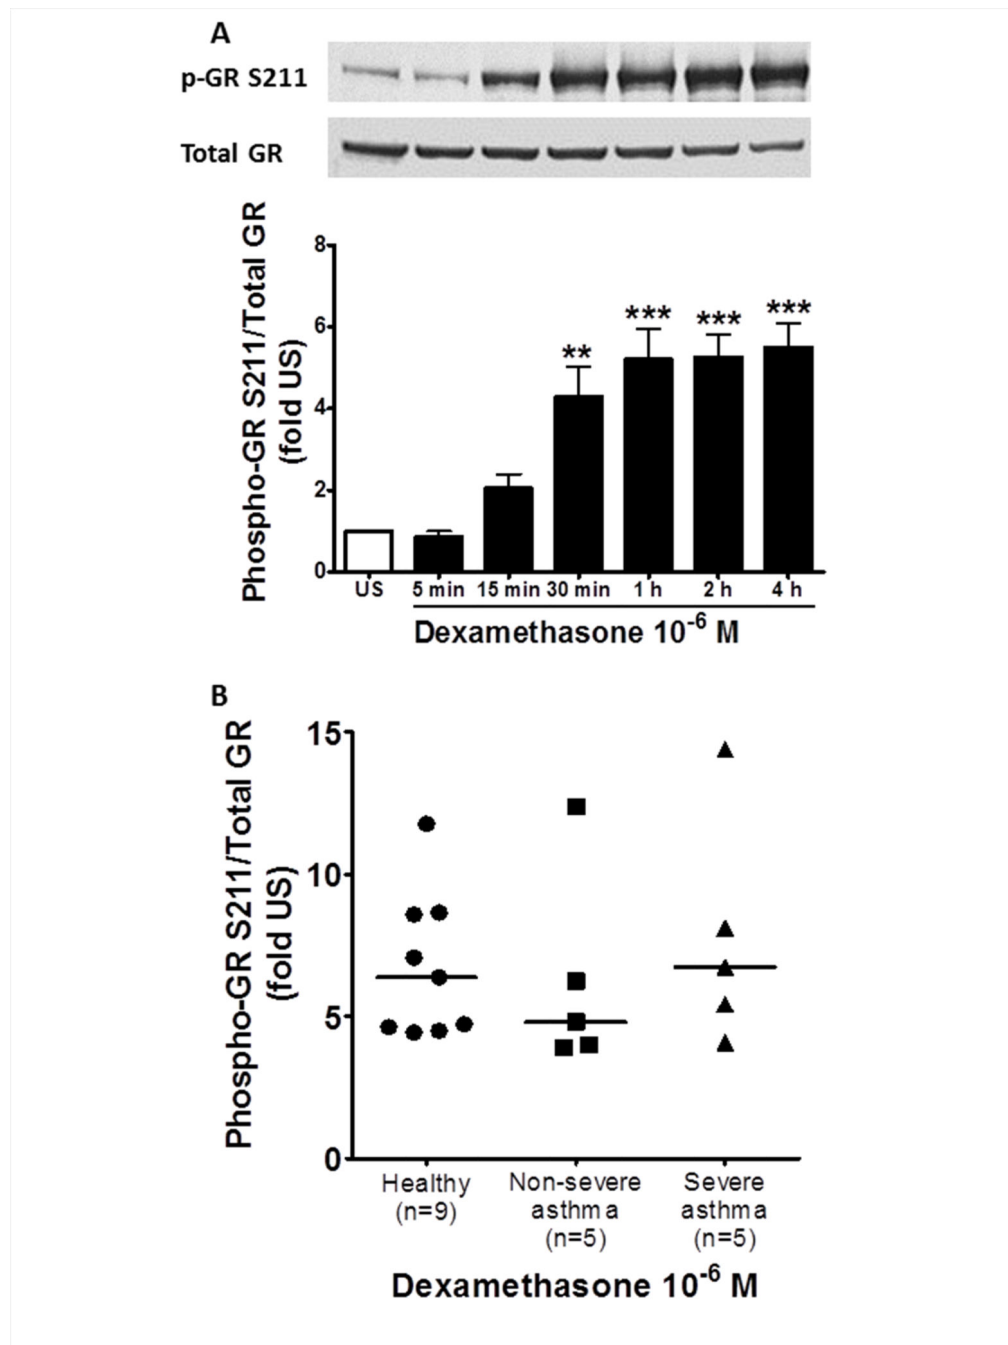 A
p-GR S211
Total GR
Phospho-GR S211/Total GR
(fold US)
8
6
4
2
0
**
***
***
***
US 5 min 15 min 30 min 1 h 2 h 4 h
Dexamethasone 10⁻⁶ M
B
Phospho-GR S211/Total GR
(fold US)
15
10
5
0
Healthy
(n=9)
Non-severe
asthma
(n=5)
Severe
asthma
(n=5)
Dexamethasone 10⁻⁶ M